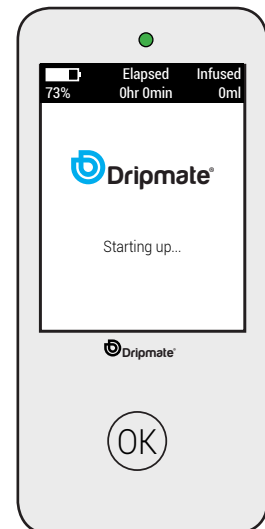 Elapsed Infused
73% 0hr 0min 0ml
Dripmate®
Starting up...
Dripmate®
OK